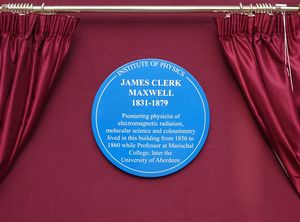 INSTITUTE OF PHYSICS
JAMES CLERK
MAXWELL
1831-1879
Pioneering physicist of
electromagnetic radiation,
molecular science and colourimetry
lived in this building from 1856 to
1860 while Professor at Marischal
College, later the
University of Aberdeen